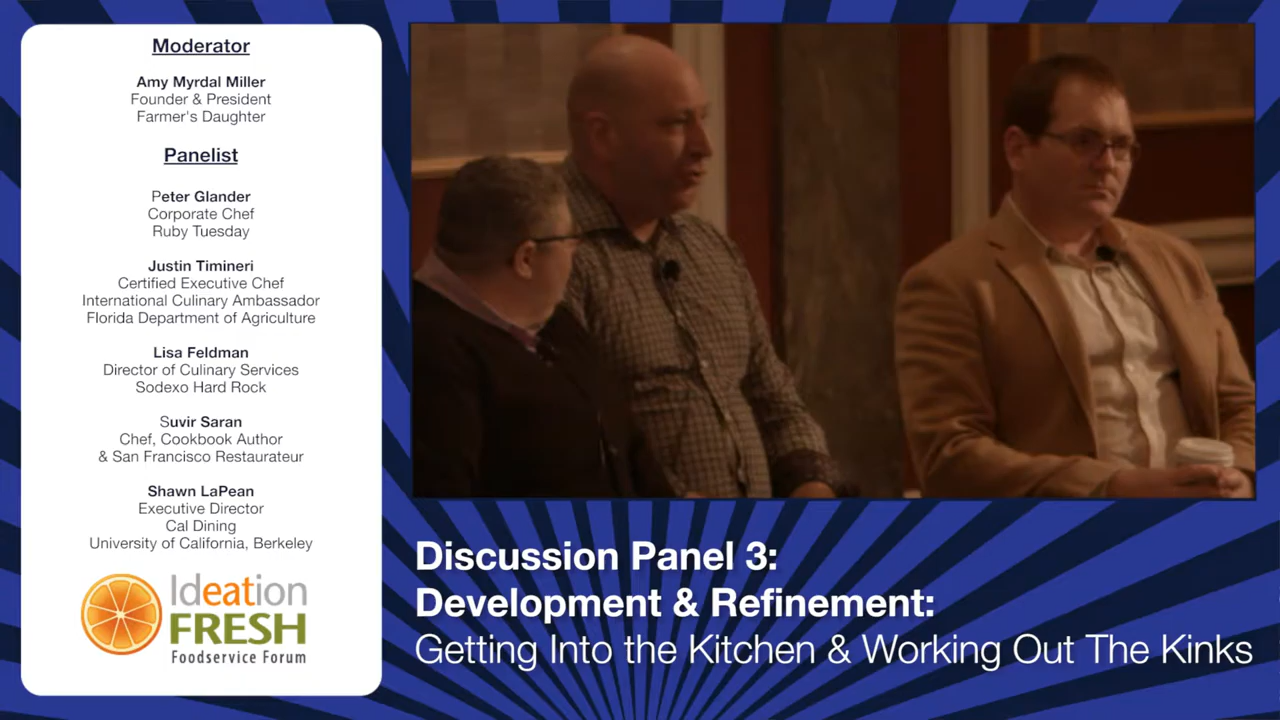 Moderator
Amy Myrdal Miller
Founder & President
Farmer's Daughter
Panelist
Peter Glander
Corporate Chef
Ruby Tuesday
Justin Timineri
Certified Executive Chef
International Culinary Ambassador
Florida Department of Agriculture
Lisa Feldman
Director of Culinary Services
Sodexo Hard Rock
Suvir Saran
Chef, Cookbook Author
& San Francisco Restaurateur
Shawn LaPean
Executive Director
Cal Dining
University of California, Berkeley
Ideation
FRESH
Foodservice Forum
Discussion Panel 3:
Development & Refinement:
Getting Into the Kitchen & Working Out The Kinks